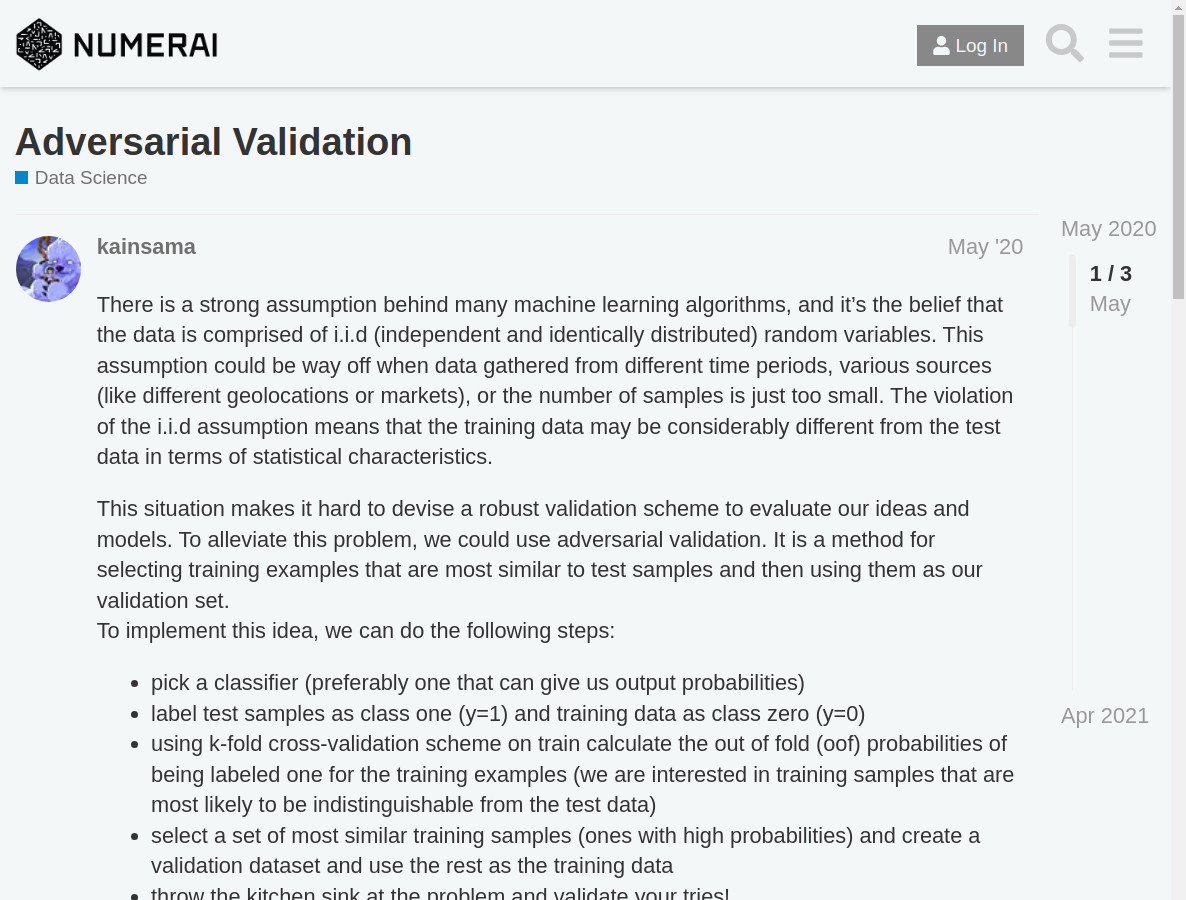 NUMERAI
Log In
Adversarial Validation
Data Science
kainsama
May '20
There is a strong assumption behind many machine learning algorithms, and it’s the belief that
the data is comprised of i.i.d (independent and identically distributed) random variables. This
assumption could be way off when data gathered from different time periods, various sources
(like different geolocations or markets), or the number of samples is just too small. The violation
of the i.i.d assumption means that the training data may be considerably different from the test
data in terms of statistical characteristics.
This situation makes it hard to devise a robust validation scheme to evaluate our ideas and
models. To alleviate this problem, we could use adversarial validation. It is a method for
selecting training examples that are most similar to test samples and then using them as our
validation set.
To implement this idea, we can do the following steps:
• pick a classifier (preferably one that can give us output probabilities)
• label test samples as class one (y=1) and training data as class zero (y=0)
• using k-fold cross-validation scheme on train calculate the out of fold (oof) probabilities of
being labeled one for the training examples (we are interested in training samples that are
most likely to be indistinguishable from the test data)
• select a set of most similar training samples (ones with high probabilities) and create a
validation dataset and use the rest as the training data
• throw the kitchen sink at the problem and validate your tries!
May 2020
1 / 3
May
Apr 2021